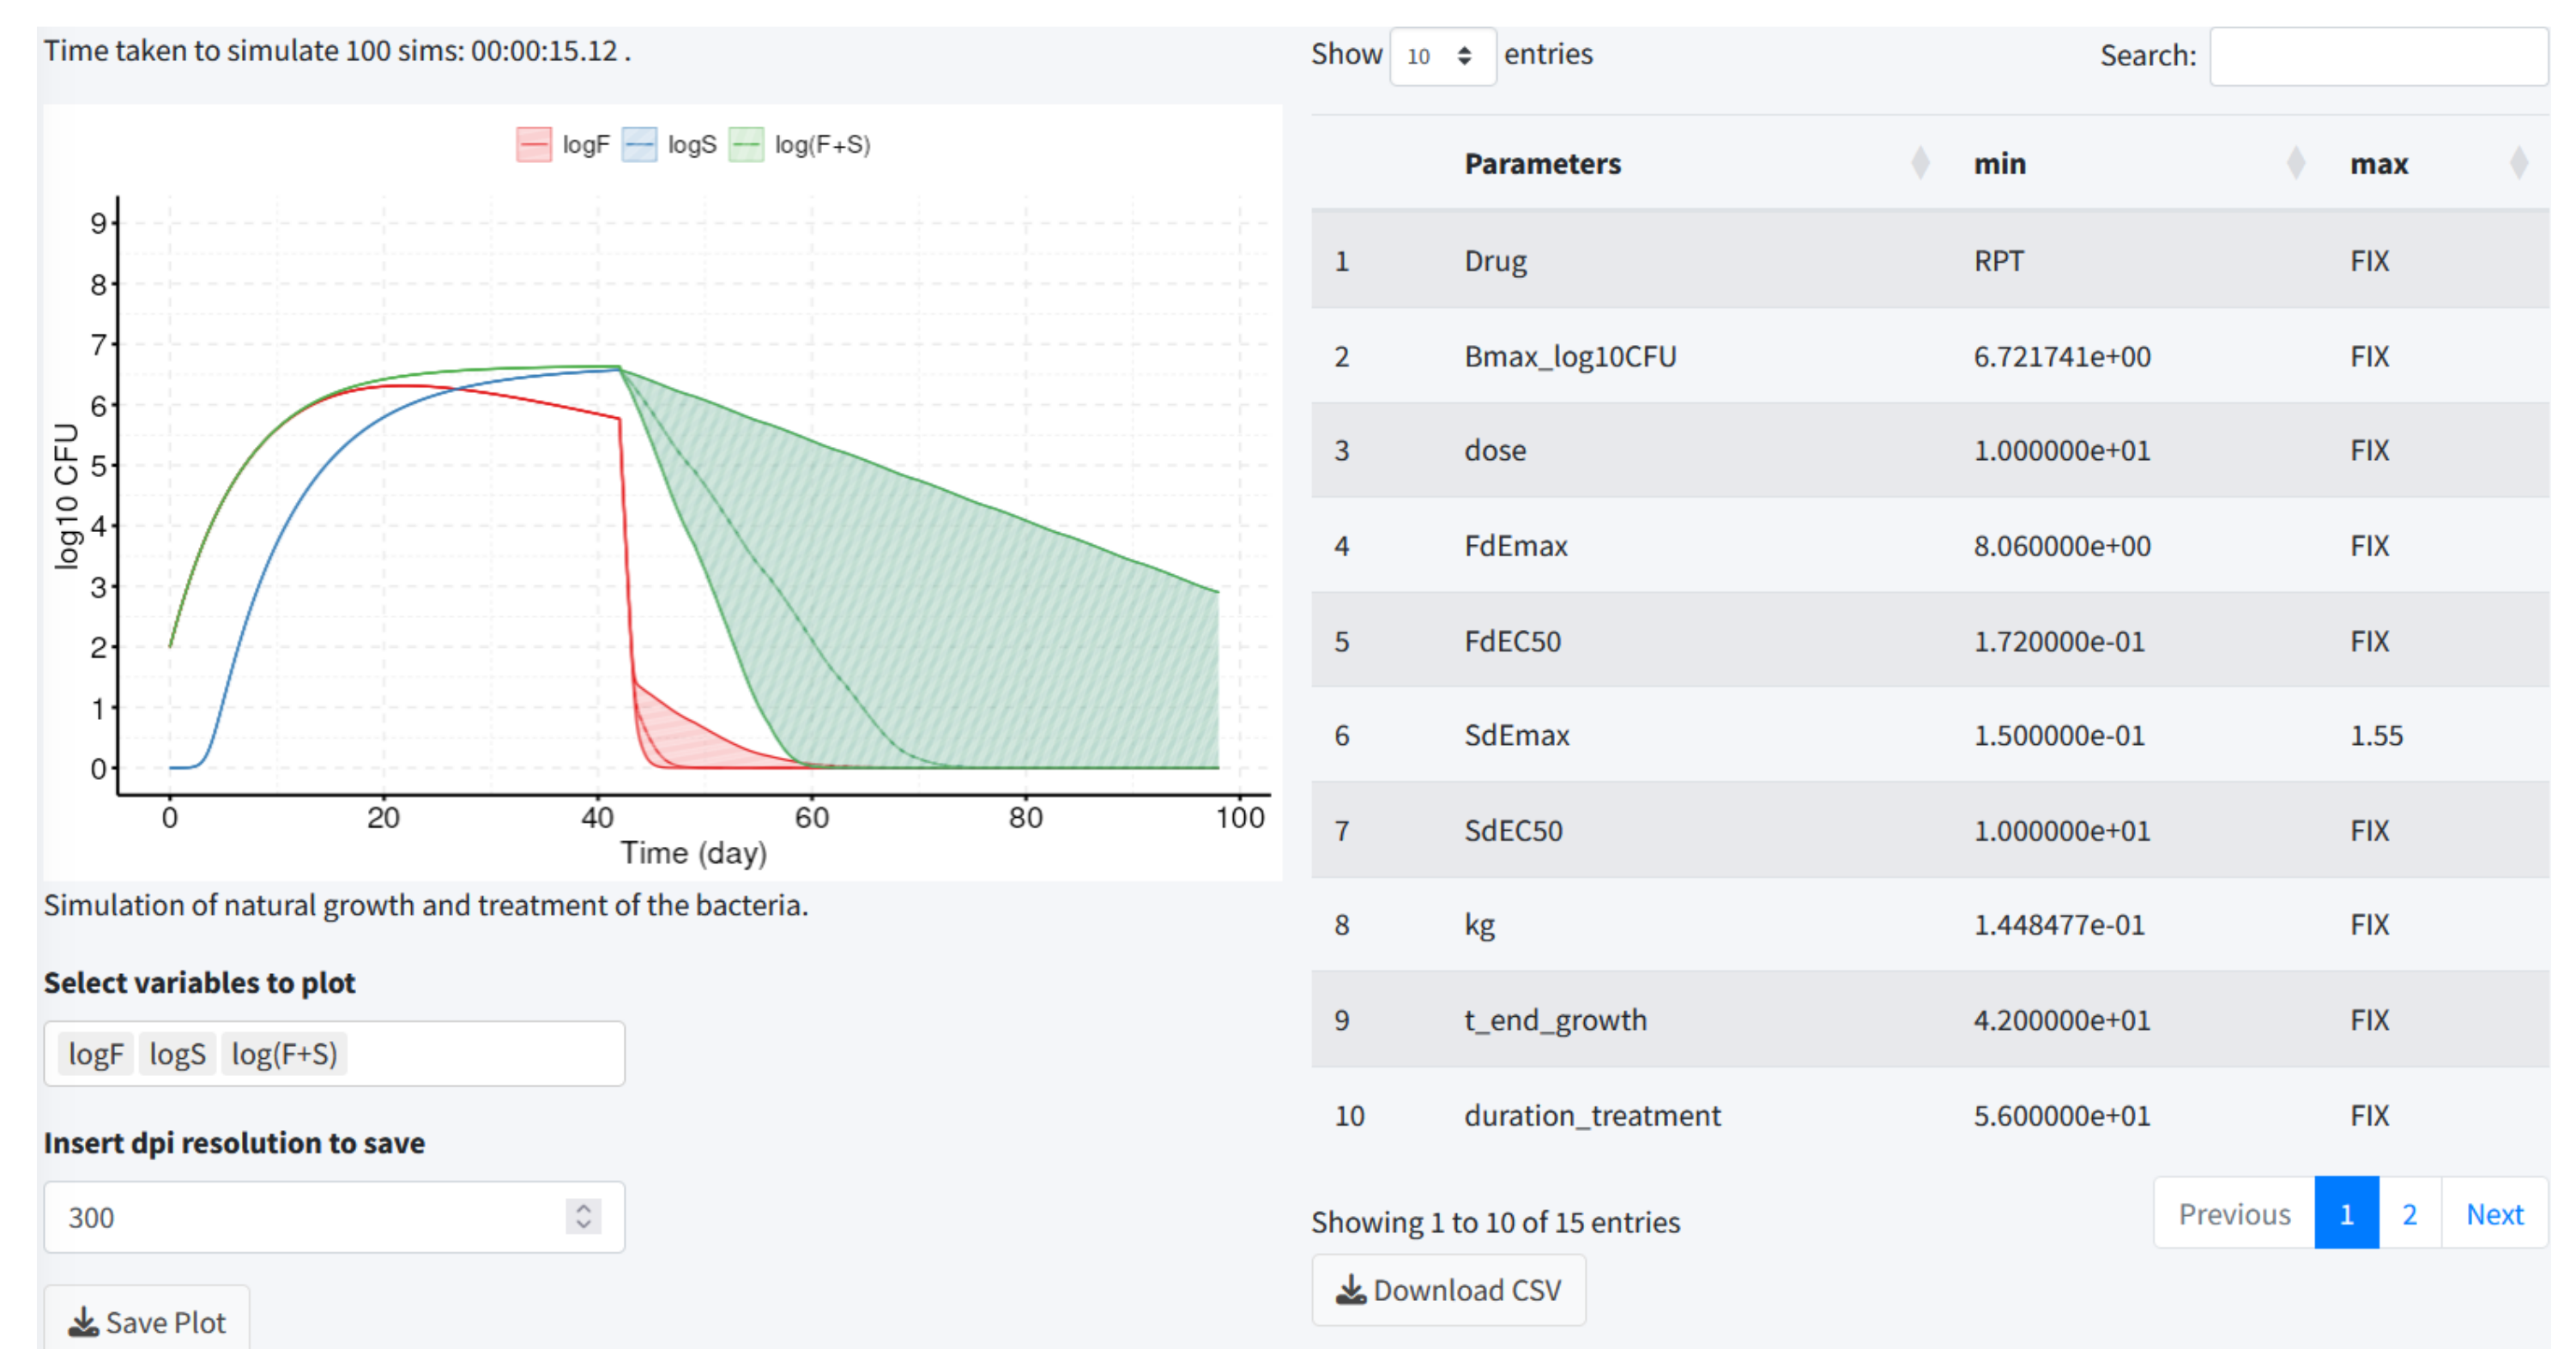 Time taken to simulate 100 sims: 00:00:15.12 .
logF logS log(F+S)
9
8
7
6
5
4
3
2
1
0
log10 CFU
0 20 40 60 80 100
Time (day)
Simulation of natural growth and treatment of the bacteria.
Select variables to plot
logF logS log(F+S)
Insert dpi resolution to save
300
Save Plot
Show 10 entries
Search:
Parameters min max
1 Drug RPT FIX
2 Bmax_log10CFU 6.721741e+00 FIX
3 dose 1.000000e+01 FIX
4 FdEmax 8.060000e+00 FIX
5 FdEC50 1.720000e-01 FIX
6 SdEmax 1.500000e-01 1.55
7 SdEC50 1.000000e+01 FIX
8 kg 1.448477e-01 FIX
9 t_end_growth 4.200000e+01 FIX
10 duration_treatment 5.600000e+01 FIX
Showing 1 to 10 of 15 entries
Previous 1 2 Next
Download CSV